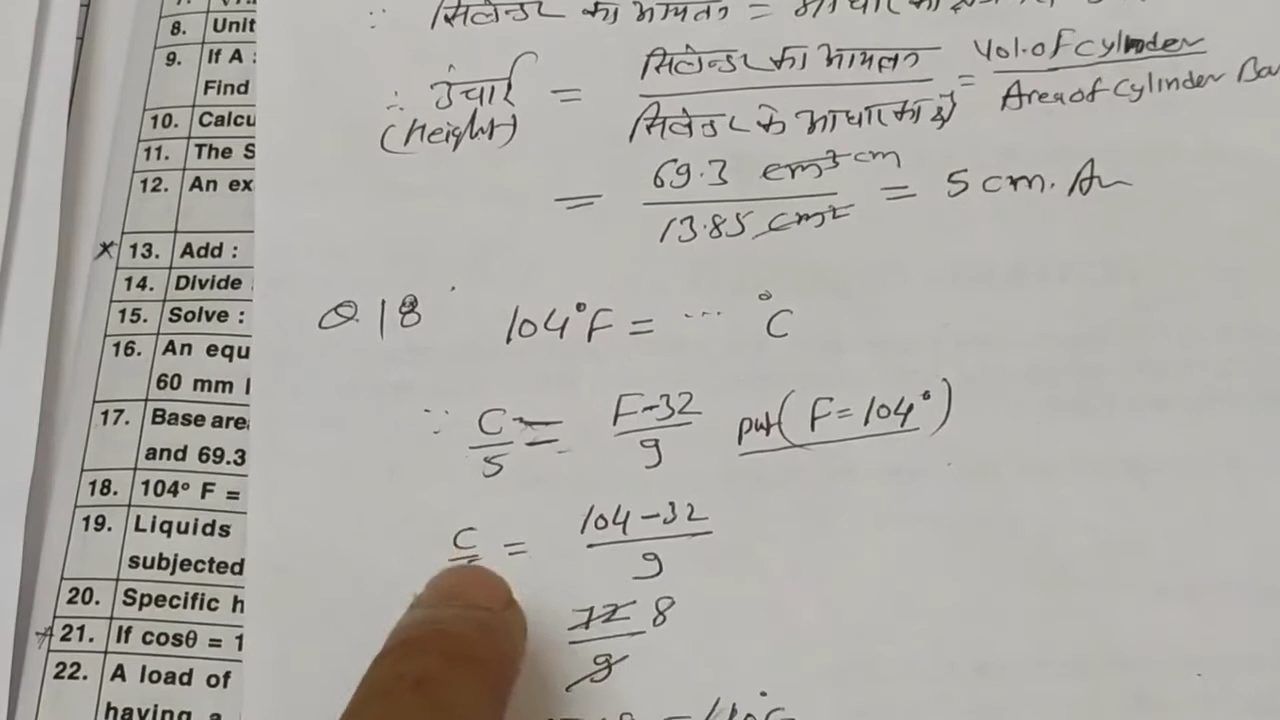 8. Unit
9. If A :
Find
10. Calcu
11. The S
12. An ex
13. Add :
14. Divide
15. Solve :
16. An equ
60 mm l
17. Base are
and 69.3
18. 104° F =
19. Liquids
subjected
20. Specific h
21. If cosθ = 1
22. A load of
having a
∵ सिलेन्डर का आयतन =
∴ उंचाई = सिलेन्डर का आयतन / सिलेन्डर के आधार का क्षे = Vol. of cylinder / Area of Cylinder Ba
(Height)
= 69.3 cm³ cm / 13.85 cm² = 5 cm. An
Q.18 104°F = ... °C
∵ C/5 = F-32/9 put( F=104°)
C = 104-32/9
72 8 / 9